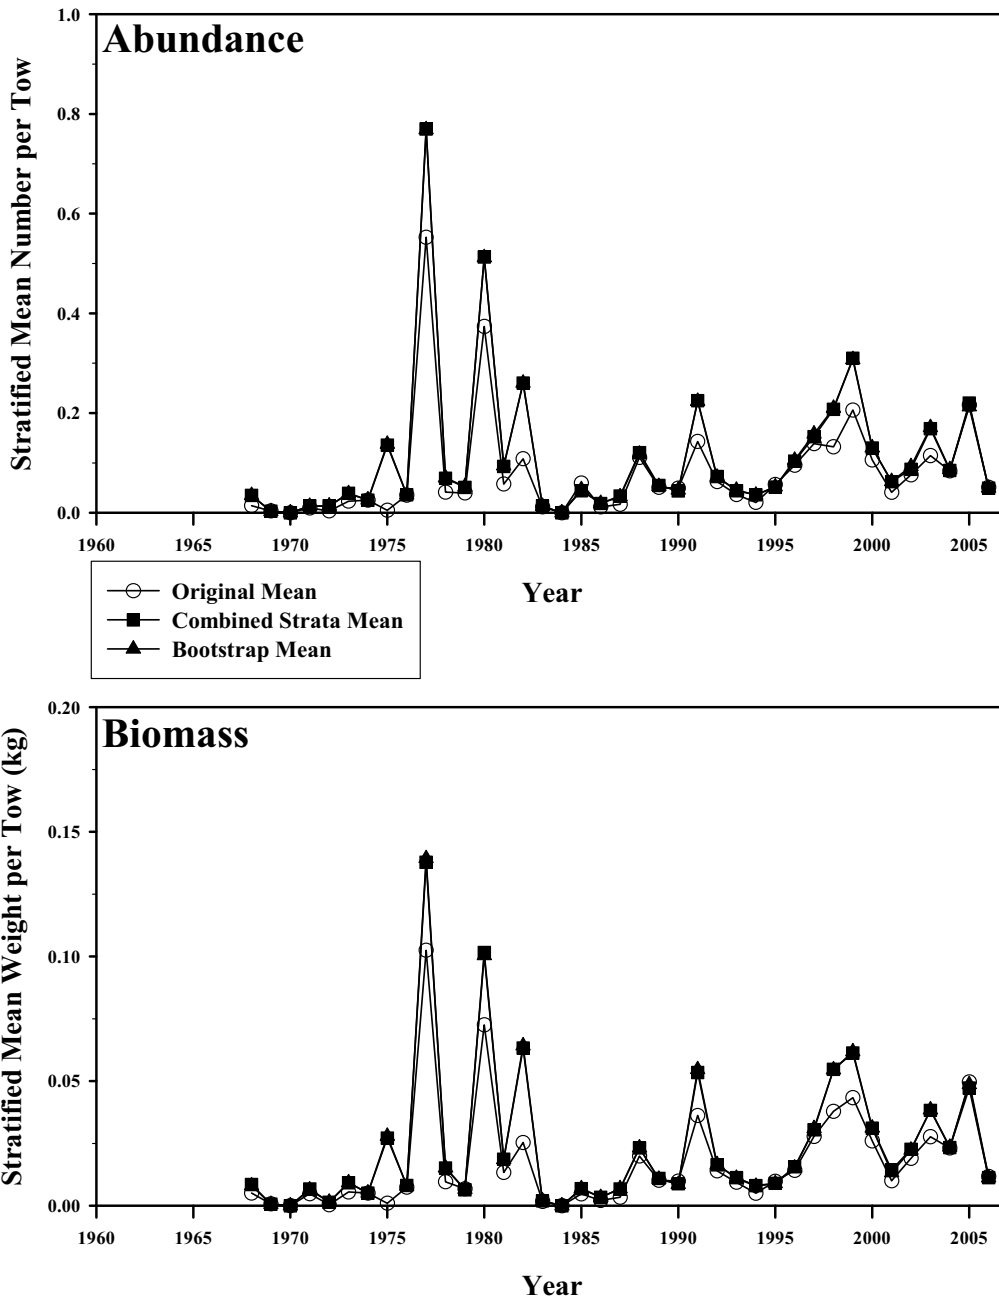 Abundance
Stratified Mean Number per Tow
1.0
0.8
0.6
0.4
0.2
0.0
1960 1965 1970 1975 1980 1985 1990 1995 2000 2005
Year
Original Mean
Combined Strata Mean
Bootstrap Mean
Biomass
Stratified Mean Weight per Tow (kg)
0.20
0.15
0.10
0.05
0.00
1960 1965 1970 1975 1980 1985 1990 1995 2000 2005
Year